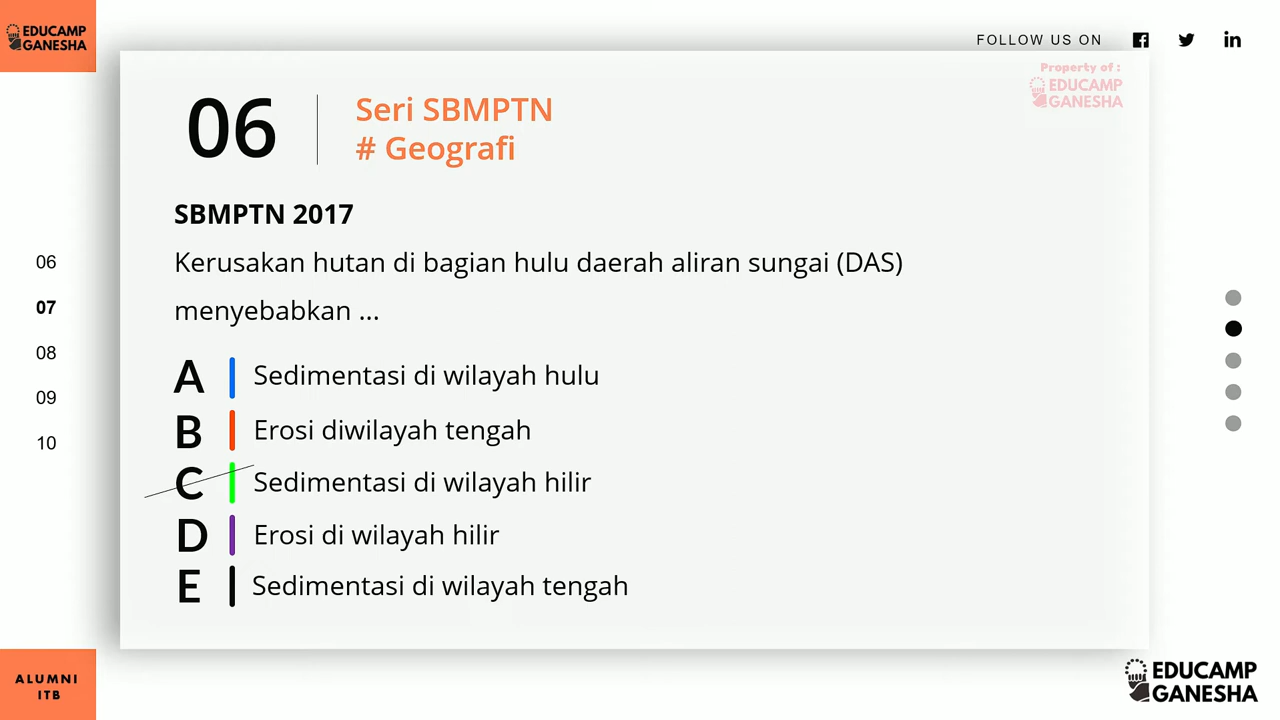 EDUCAMP
GANESHA
FOLLOW US ON
Property of :
EDUCAMP
GANESHA
06
Seri SBMPTN
# Geografi
SBMPTN 2017
Kerusakan hutan di bagian hulu daerah aliran sungai (DAS)
menyebabkan ...
A Sedimentasi di wilayah hulu
B Erosi diwilayah tengah
C Sedimentasi di wilayah hilir
D Erosi di wilayah hilir
E Sedimentasi di wilayah tengah
06
07
08
09
10
ALUMNI
ITB
EDUCAMP
GANESHA